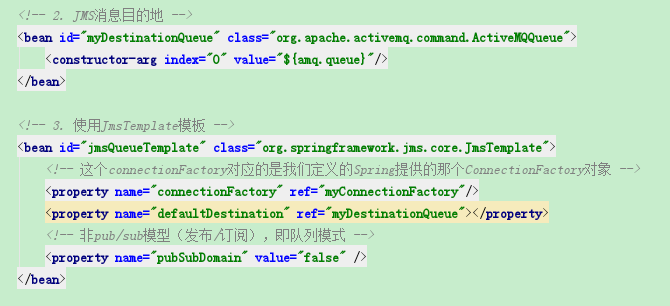 <!-- 2. JMS消息目的地 -->
<bean id="myDestinationQueue" class="org.apache.activemq.command.ActiveMQQueue">
<constructor-arg index="0" value="${amq.queue}"/>
</bean>
<!-- 3. 使用JmsTemplate模板 -->
<bean id="jmsQueueTemplate" class="org.springframework.jms.core.JmsTemplate">
<!-- 这个connectionFactory对应的是我们定义的Spring提供的那个ConnectionFactory对象 -->
<property name="connectionFactory" ref="myConnectionFactory"/>
<property name="defaultDestination" ref="myDestinationQueue"></property>
<!-- 非pub/sub模型（发布/订阅），即队列模式 -->
<property name="pubSubDomain" value="false" />
</bean>